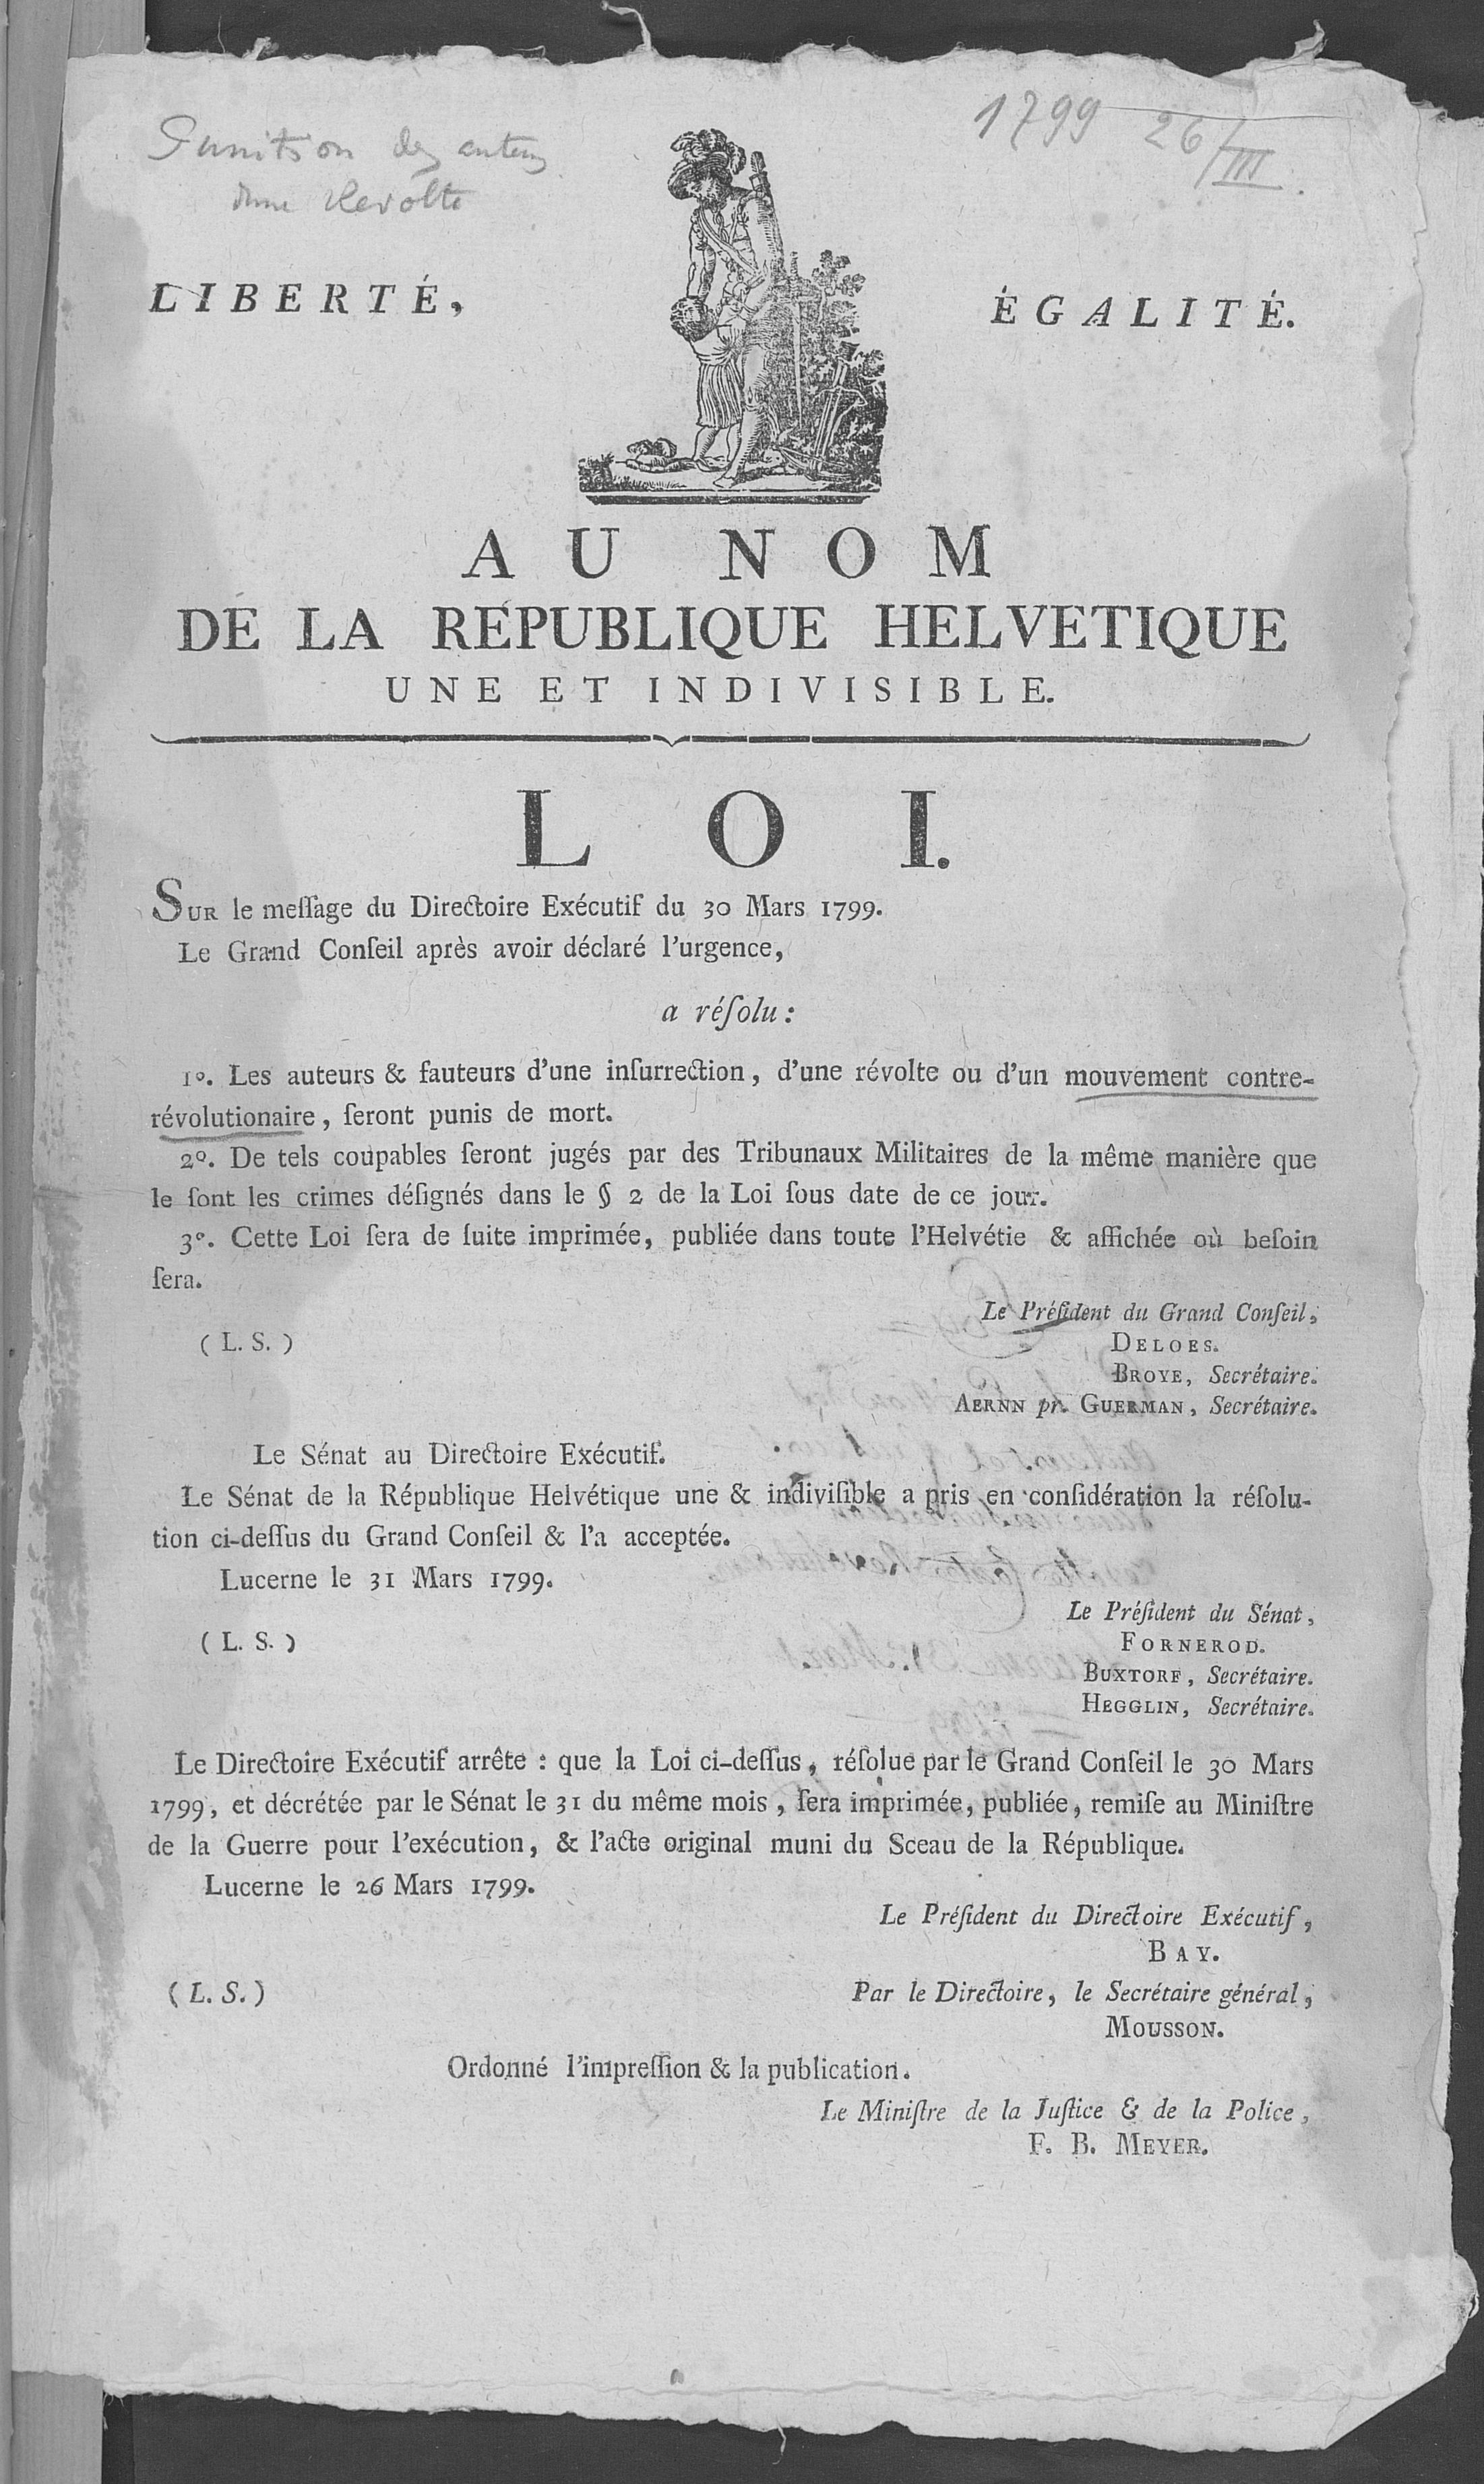 1799 26/III.
Punition des auteurs
d'une Revolte
LIBERTÉ,
ÉGALITÉ.
AU NOM
DE LA RÉPUBLIQUE HELVETIQUE
UNE ET INDIVISIBLE.
LOI.
SUR le meſſage du Directoire Exécutif du 30 Mars 1799.
Le Grand Conſeil après avoir déclaré l'urgence,
a réſolu:
1º. Les auteurs & fauteurs d'une inſurrection, d'une révolte ou d'un mouvement contre-
révolutionaire, ſeront punis de mort.
2º. De tels coupables ſeront jugés par des Tribunaux Militaires de la même manière que
le ſont les crimes déſignés dans le § 2 de la Loi ſous date de ce jour.
3º. Cette Loi ſera de ſuite imprimée, publiée dans toute l'Helvétie & affichée où beſoin
ſera.
Le Préſident du Grand Conſeil,
(L. S.)
DELOES.
BROYE, Secrétaire.
AERNN pr. GUERMAN, Secrétaire.
Le Sénat au Directoire Exécutif.
Le Sénat de la République Helvétique une & indiviſible a pris en conſidération la réſolu-
tion ci-deſſus du Grand Conſeil & l'a acceptée.
Lucerne le 31 Mars 1799.
Le Préſident du Sénat,
(L. S.)
FORNEROD.
BUXTORF, Secrétaire.
HEGGLIN, Secrétaire.
Le Directoire Exécutif arrête : que la Loi ci-deſſus, réſolue par le Grand Conſeil le 30 Mars
1799, et décrétée par le Sénat le 31 du même mois, ſera imprimée, publiée, remiſe au Miniſtre
de la Guerre pour l'exécution, & l'acte original muni du Sceau de la République.
Lucerne le 26 Mars 1799.
Le Préſident du Directoire Exécutif,
BAY.
(L. S.)
Par le Directoire, le Secrétaire général,
MOUSSON.
Ordonné l'impreſſion & la publication.
Le Miniſtre de la Juſtice & de la Police,
F. B. MEYER.